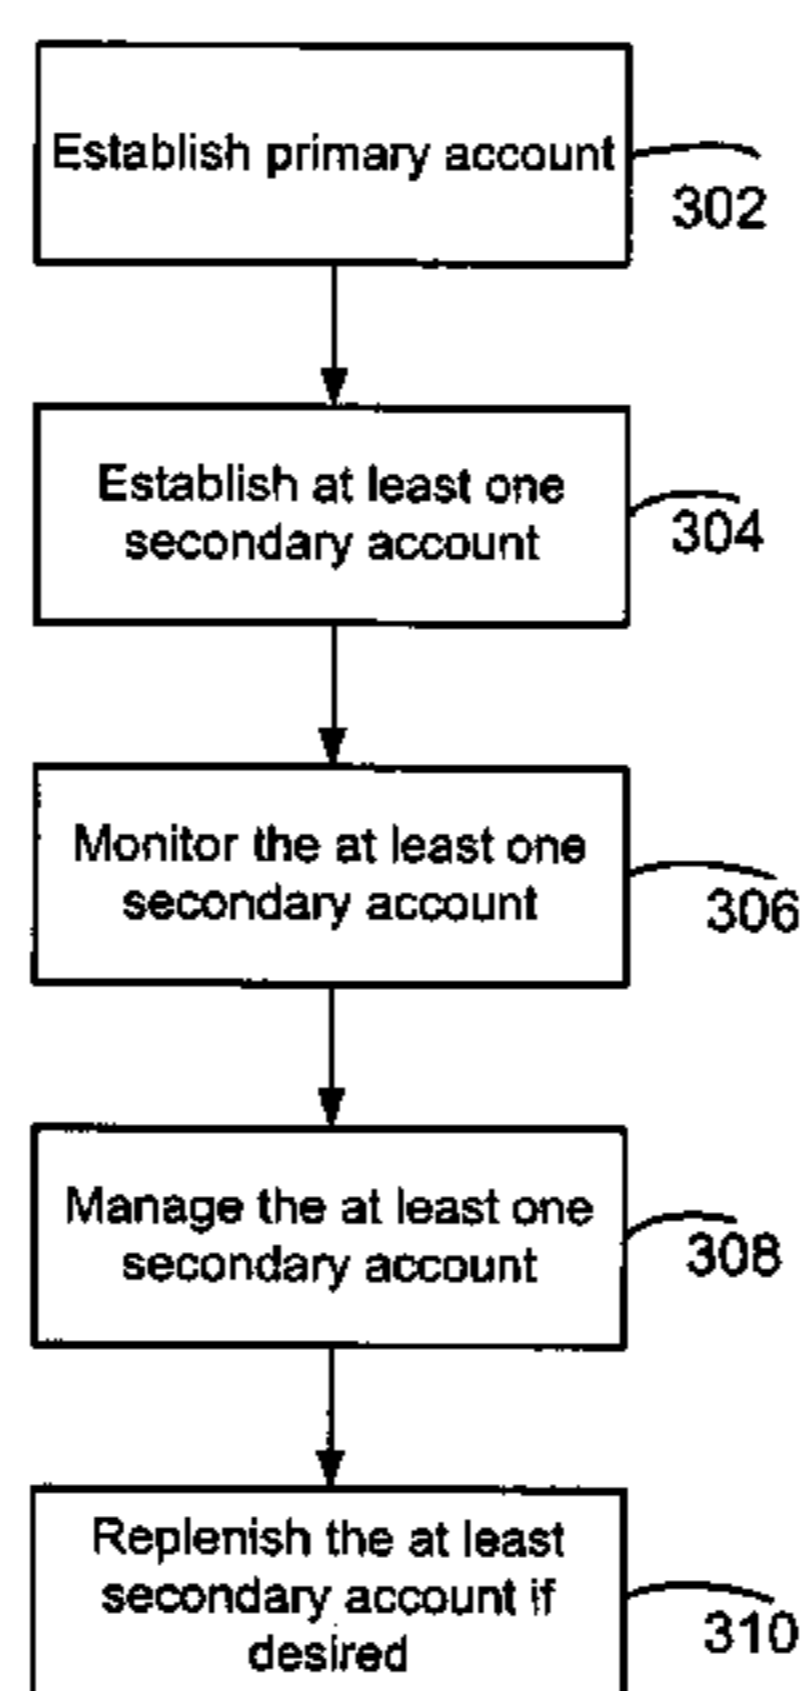 Establish primary account
302
Establish at least one
secondary account
304
Monitor the at least one
secondary account
306
Manage the at least one
secondary account
308
Replenish the at least
secondary account if
desired
310